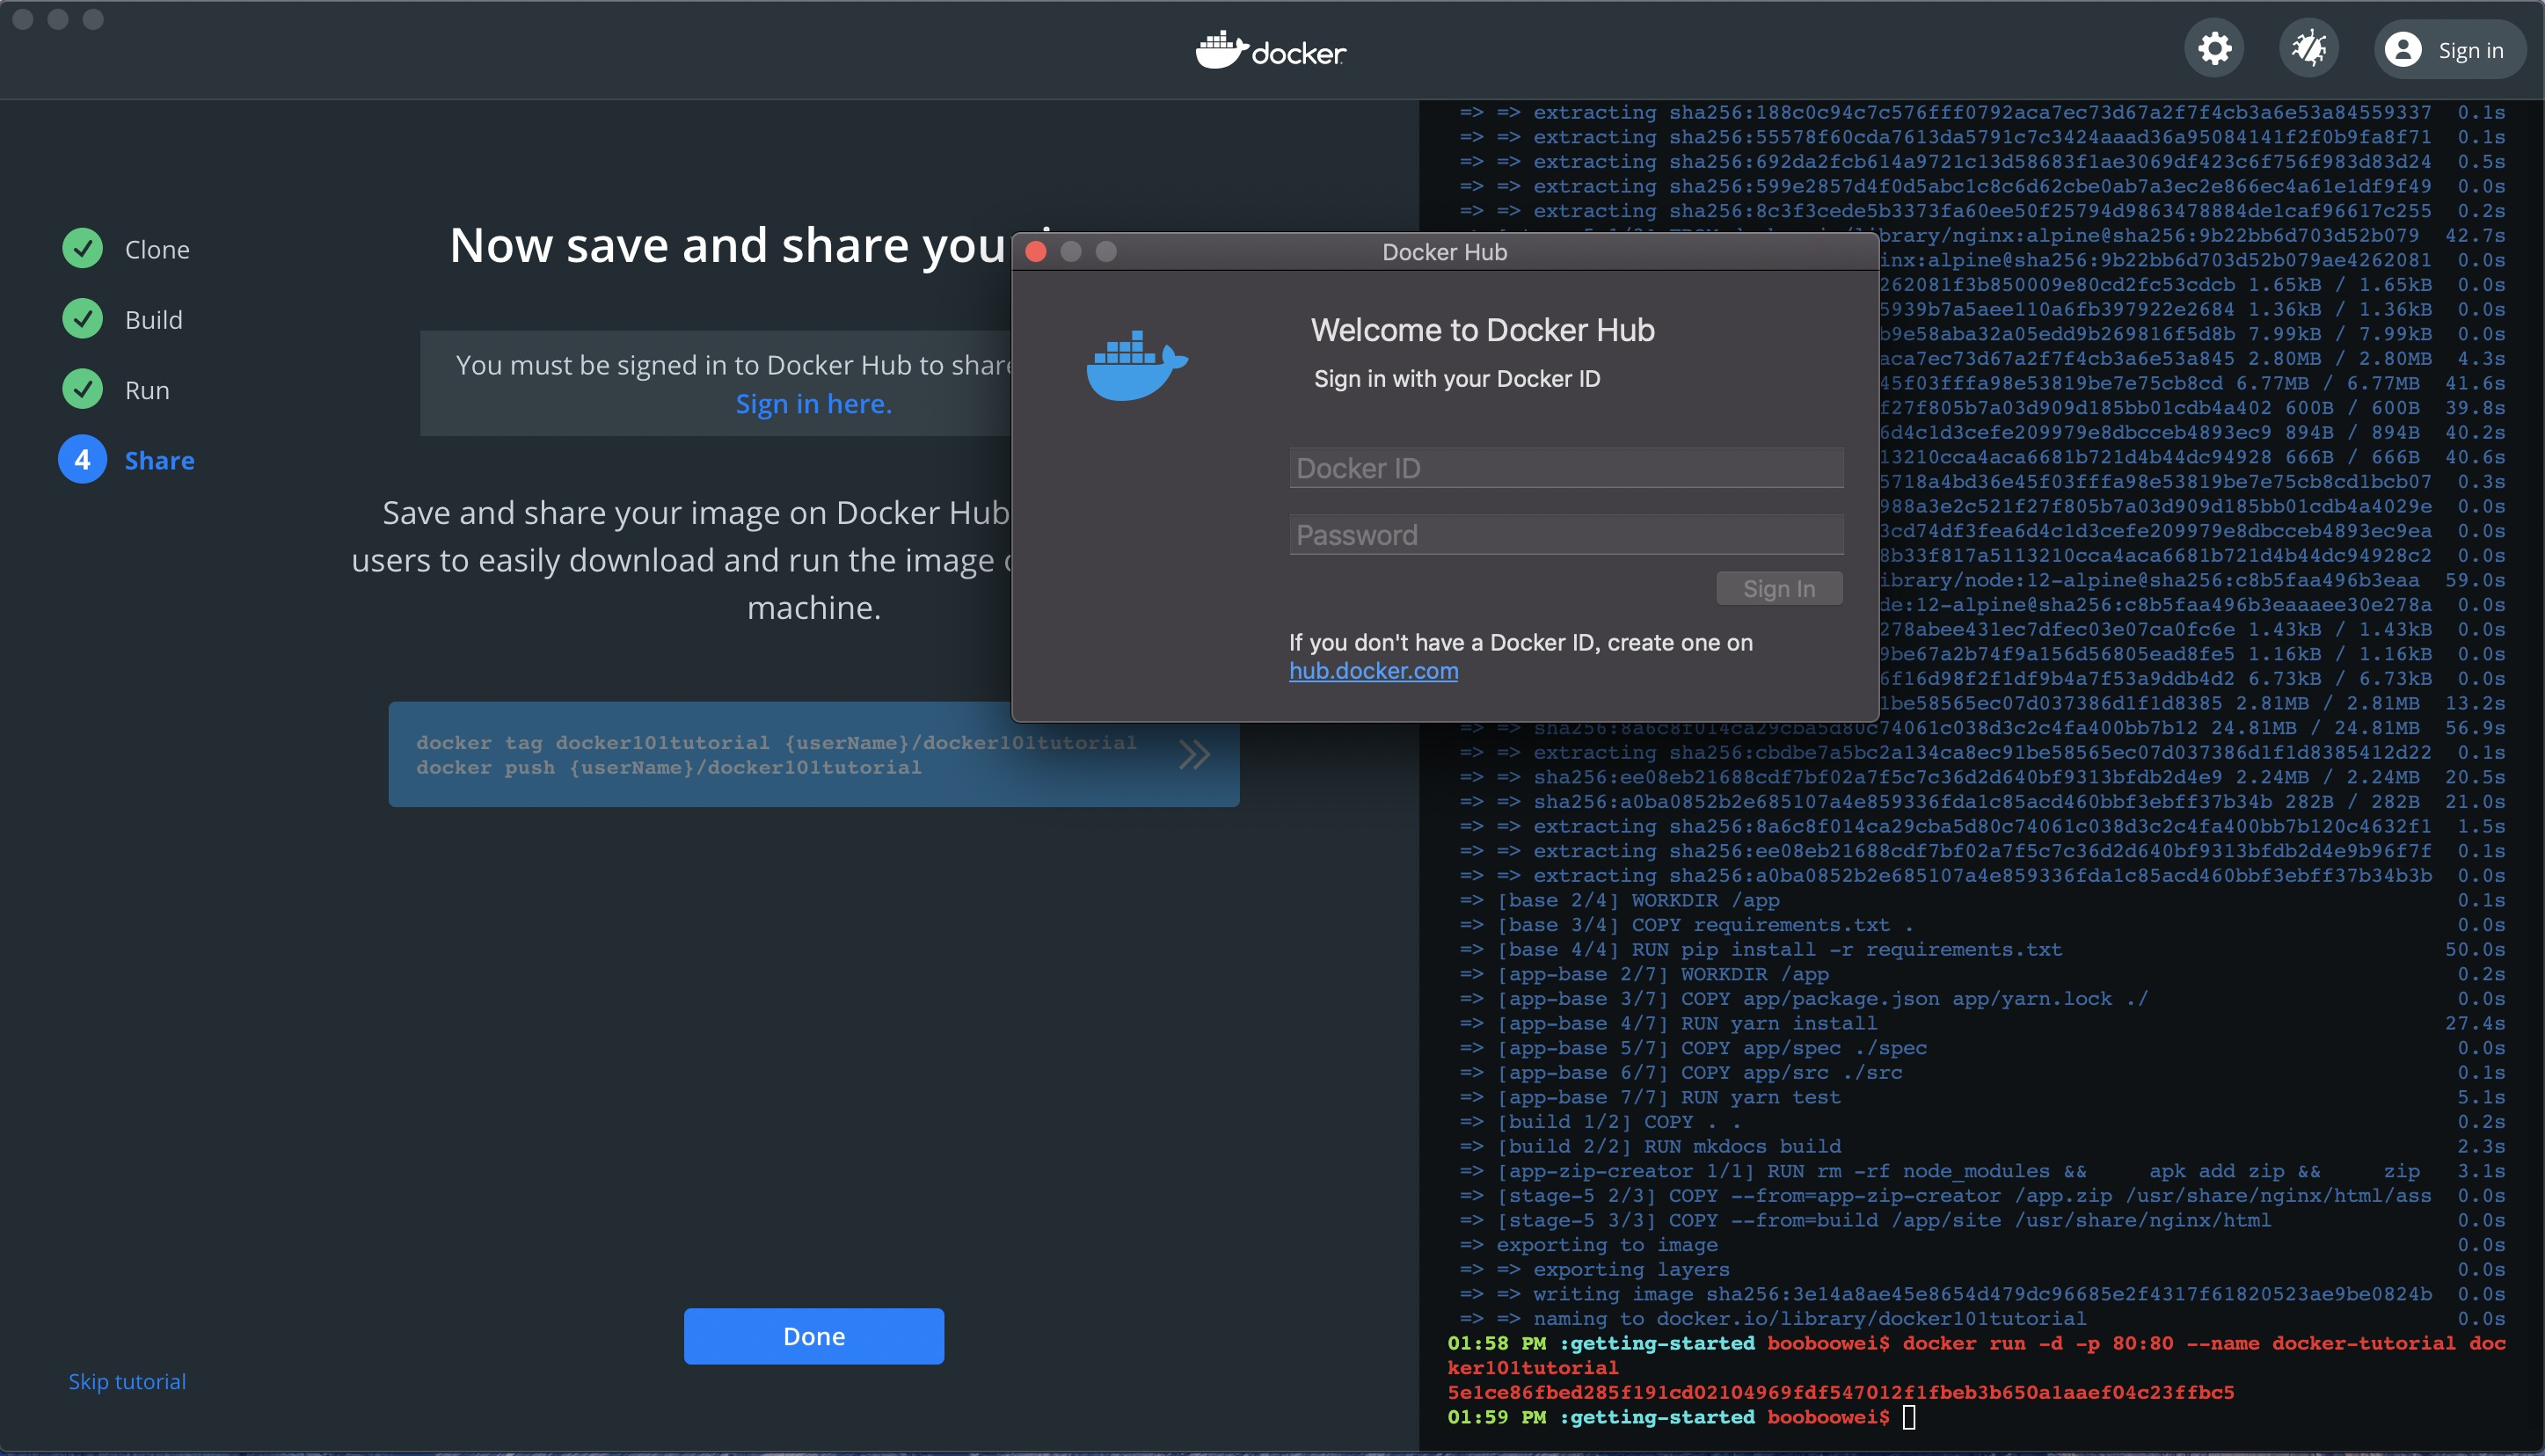 docker
Sign in
Clone
Build
Run
4 Share
Now save and share your
You must be signed in to Docker Hub to share
Sign in here.
Save and share your image on Docker Hub
users to easily download and run the image
machine.
docker tag docker101tutorial {userName}/docker101tutorial
docker push {userName}/docker101tutorial
Done
Skip tutorial
Docker Hub
Welcome to Docker Hub
Sign in with your Docker ID
Docker ID
Password
Sign In
If you don't have a Docker ID, create one on
hub.docker.com
=> => extracting sha256:188c0c94c7c576fff0792aca7ec73d67a2f7f4cb3a6e53a84559337 0.1s
=> => extracting sha256:55578f60cda7613da5791c7c3424aaad36a95084141f2f0b9fa8f71 0.1s
=> => extracting sha256:692da2fcb614a9721c13d58683f1ae3069df423c6f756f983d83d24 0.5s
=> => extracting sha256:599e2857d4f0d5abc1c8c6d62cbe0ab7a3ec2e866ec4a61e1df9f49 0.0s
=> => extracting sha256:8c3f3cede5b3373fa60ee50f25794d9863478884de1caf96617c255 0.2s
ibrary/nginx:alpine@sha256:9b22bb6d703d52b079 42.7s
inx:alpine@sha256:9b22bb6d703d52b079ae4262081 0.0s
262081f3b850009e80cd2fc53cdcb 1.65kB / 1.65kB 0.0s
5939b7a5aee110a6fb397922e2684 1.36kB / 1.36kB 0.0s
b9e58aba32a05edd9b269816f5d8b 7.99kB / 7.99kB 0.0s
aca7ec73d67a2f7f4cb3a6e53a845 2.80MB / 2.80MB 4.3s
45f03fffa98e53819be7e75cb8cd 6.77MB / 6.77MB 41.6s
f27f805b7a03d909d185bb01cdb4a402 600B / 600B 39.8s
6d4c1d3cefe209979e8dbcceb4893ec9 894B / 894B 40.2s
13210cca4aca6681b721d4b44dc94928 666B / 666B 40.6s
5718a4bd36e45f03fffa98e53819be7e75cb8cd1bcb07 0.3s
988a3e2c521f27f805b7a03d909d185bb01cdb4a4029e 0.0s
3cd74df3fea6d4c1d3cefe209979e8dbcceb4893ec9ea 0.0s
8b33f817a5113210cca4aca6681b721d4b44dc94928c2 0.0s
ibrary/node:12-alpine@sha256:c8b5faa496b3eaa 59.0s
de:12-alpine@sha256:c8b5faa496b3eaaaee30e278a 0.0s
278abee431ec7dfec03e07ca0fc6e 1.43kB / 1.43kB 0.0s
9be67a2b74f9a156d56805ead8fe5 1.16kB / 1.16kB 0.0s
6f16d98f2f1df9b4a7f53a9ddb4d2 6.73kB / 6.73kB 0.0s
1be58565ec07d037386d1f1d8385 2.81MB / 2.81MB 13.2s
=> => sha256:8a6c8f014ca29cba5d80c74061c038d3c2c4fa400bb7b12 24.81MB / 24.81MB 56.9s
=> => extracting sha256:cbdbe7a5bc2a134ca8ec91be58565ec07d037386d1f1d8385412d22 0.1s
=> => sha256:ee08eb21688cdf7bf02a7f5c7c36d2d640bf9313bfdb2d4e9 2.24MB / 2.24MB 20.5s
=> => sha256:a0ba0852b2e685107a4e859336fda1c85acd460bbf3ebff37b34b 282B / 282B 21.0s
=> => extracting sha256:8a6c8f014ca29cba5d80c74061c038d3c2c4fa400bb7b120c4632f1 1.5s
=> => extracting sha256:ee08eb21688cdf7bf02a7f5c7c36d2d640bf9313bfdb2d4e9b96f7f 0.1s
=> => extracting sha256:a0ba0852b2e685107a4e859336fda1c85acd460bbf3ebff37b34b3b 0.0s
=> [base 2/4] WORKDIR /app 0.1s
=> [base 3/4] COPY requirements.txt . 0.0s
=> [base 4/4] RUN pip install -r requirements.txt 50.0s
=> [app-base 2/7] WORKDIR /app 0.2s
=> [app-base 3/7] COPY app/package.json app/yarn.lock ./ 0.0s
=> [app-base 4/7] RUN yarn install 27.4s
=> [app-base 5/7] COPY app/spec ./spec 0.0s
=> [app-base 6/7] COPY app/src ./src 0.1s
=> [app-base 7/7] RUN yarn test 5.1s
=> [build 1/2] COPY . . 0.2s
=> [build 2/2] RUN mkdocs build 2.3s
=> [app-zip-creator 1/1] RUN rm -rf node_modules && apk add zip && zip 3.1s
=> [stage-5 2/3] COPY --from=app-zip-creator /app.zip /usr/share/nginx/html/ass 0.0s
=> [stage-5 3/3] COPY --from=build /app/site /usr/share/nginx/html 0.0s
=> exporting to image 0.0s
=> => exporting layers 0.0s
=> => writing image sha256:3e14a8ae45e8654d479dc96685e2f4317f61820523ae9be0824b 0.0s
=> => naming to docker.io/library/docker101tutorial 0.0s
01:58 PM :getting-started booboowei$ docker run -d -p 80:80 --name docker-tutorial doc
ker101tutorial
5e1ce86fbed285f191cd02104969fdf547012f1fbeb3b650a1aaef04c23ffbc5
01:59 PM :getting-started booboowei$